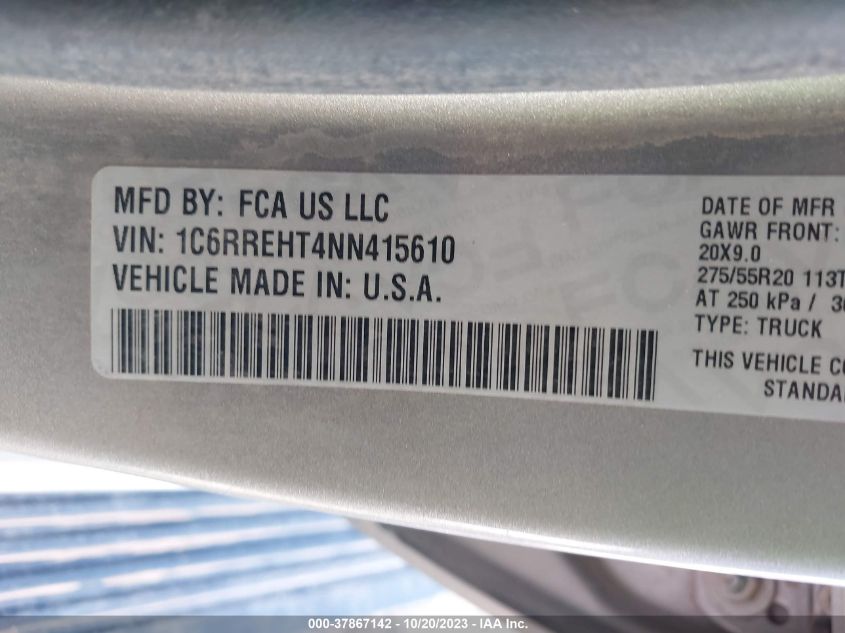 MFD BY: FCA US LLC
VIN: 1C6RREHT4NN415610
VEHICLE MADE IN: U.S.A.
DATE OF MFR
GAWR FRONT:
20X9.0
275/55R20 113T
AT 250 kPa /
TYPE: TRUCK
THIS VEHICLE
STANDA
000-37867142 - 10/20/2023 - IAA Inc.